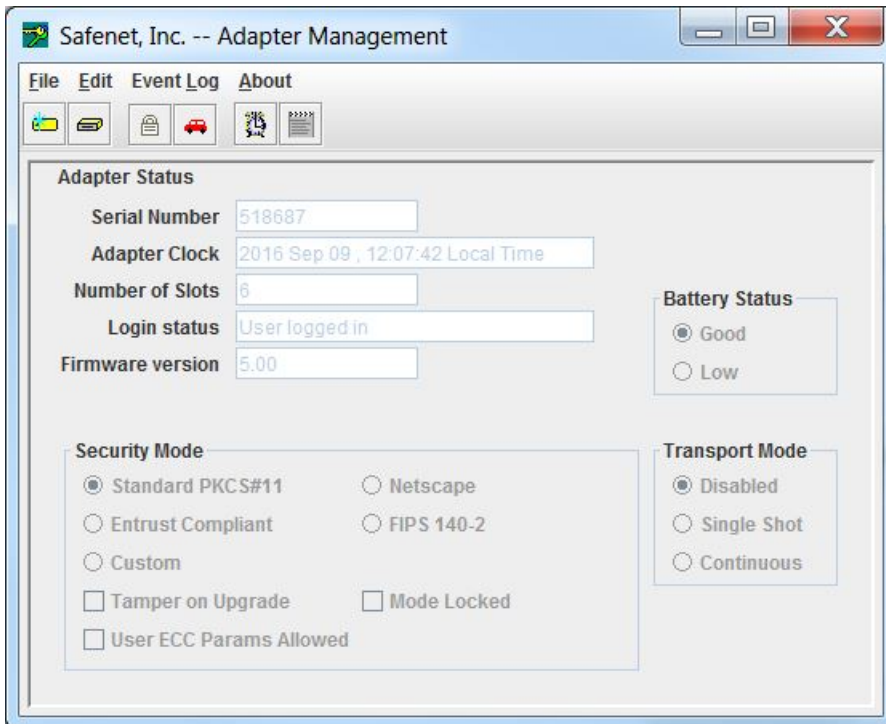 Safenet, Inc. -- Adapter Management
File Edit Event Log About
Adapter Status
Serial Number 518687
Adapter Clock 2016 Sep 09 , 12:07:42 Local Time
Number of Slots 6
Login status User logged in
Firmware version 5.00
Battery Status
Good
Low
Security Mode
Standard PKCS#11 Netscape
Entrust Compliant FIPS 140-2
Custom
Tamper on Upgrade Mode Locked
User ECC Params Allowed
Transport Mode
Disabled
Single Shot
Continuous